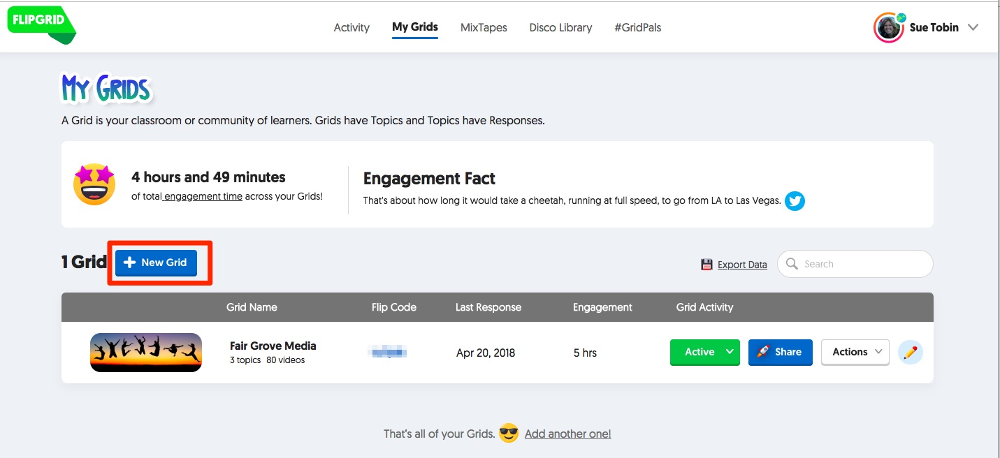 FLIPGRID
Activity My Grids MixTapes Disco Library #GridPals Sue Tobin
My Grids
A Grid is your classroom or community of learners. Grids have Topics and Topics have Responses.
4 hours and 49 minutes
of total engagement time across your Grids!
Engagement Fact
That's about how long it would take a cheetah, running at full speed, to go from LA to Las Vegas.
1 Grid + New Grid Export Data Search
Grid Name Flip Code Last Response Engagement Grid Activity
Fair Grove Media
3 topics 80 videos
Apr 20, 2018 5 hrs Active Share Actions
That's all of your Grids. Add another one!